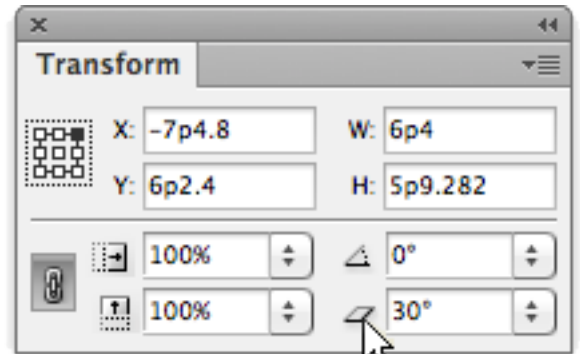 Transform
X: -7p4.8 W: 6p4
Y: 6p2.4 H: 5p9.282
100% 0°
100% 30°